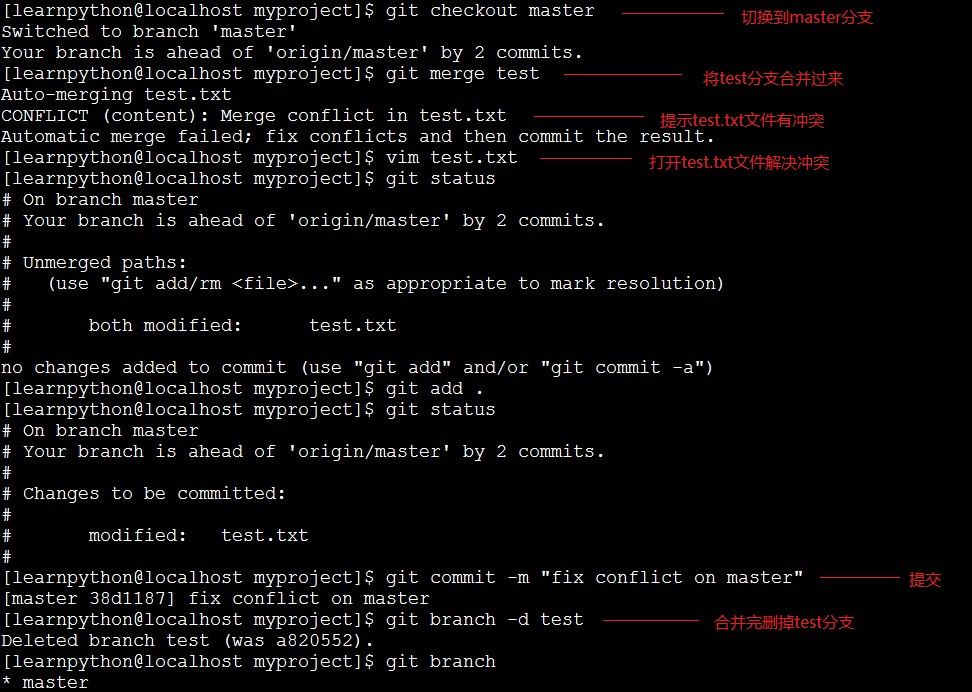 [learnpython@localhost myproject]$ git checkout master 切换到master分支
Switched to branch 'master'
Your branch is ahead of 'origin/master' by 2 commits.
[learnpython@localhost myproject]$ git merge test 将test分支合并过来
Auto-merging test.txt
CONFLICT (content): Merge conflict in test.txt 提示test.txt文件有冲突
Automatic merge failed; fix conflicts and then commit the result.
[learnpython@localhost myproject]$ vim test.txt 打开test.txt文件解决冲突
[learnpython@localhost myproject]$ git status
# On branch master
# Your branch is ahead of 'origin/master' by 2 commits.
#
# Unmerged paths:
#   (use "git add/rm <file>..." as appropriate to mark resolution)
#
#       both modified:      test.txt
#
no changes added to commit (use "git add" and/or "git commit -a")
[learnpython@localhost myproject]$ git add .
[learnpython@localhost myproject]$ git status
# On branch master
# Your branch is ahead of 'origin/master' by 2 commits.
#
# Changes to be committed:
#
#       modified:   test.txt
#
[learnpython@localhost myproject]$ git commit -m "fix conflict on master" 提交
[master 38d1187] fix conflict on master
[learnpython@localhost myproject]$ git branch -d test 合并完删掉test分支
Deleted branch test (was a820552).
[learnpython@localhost myproject]$ git branch
* master